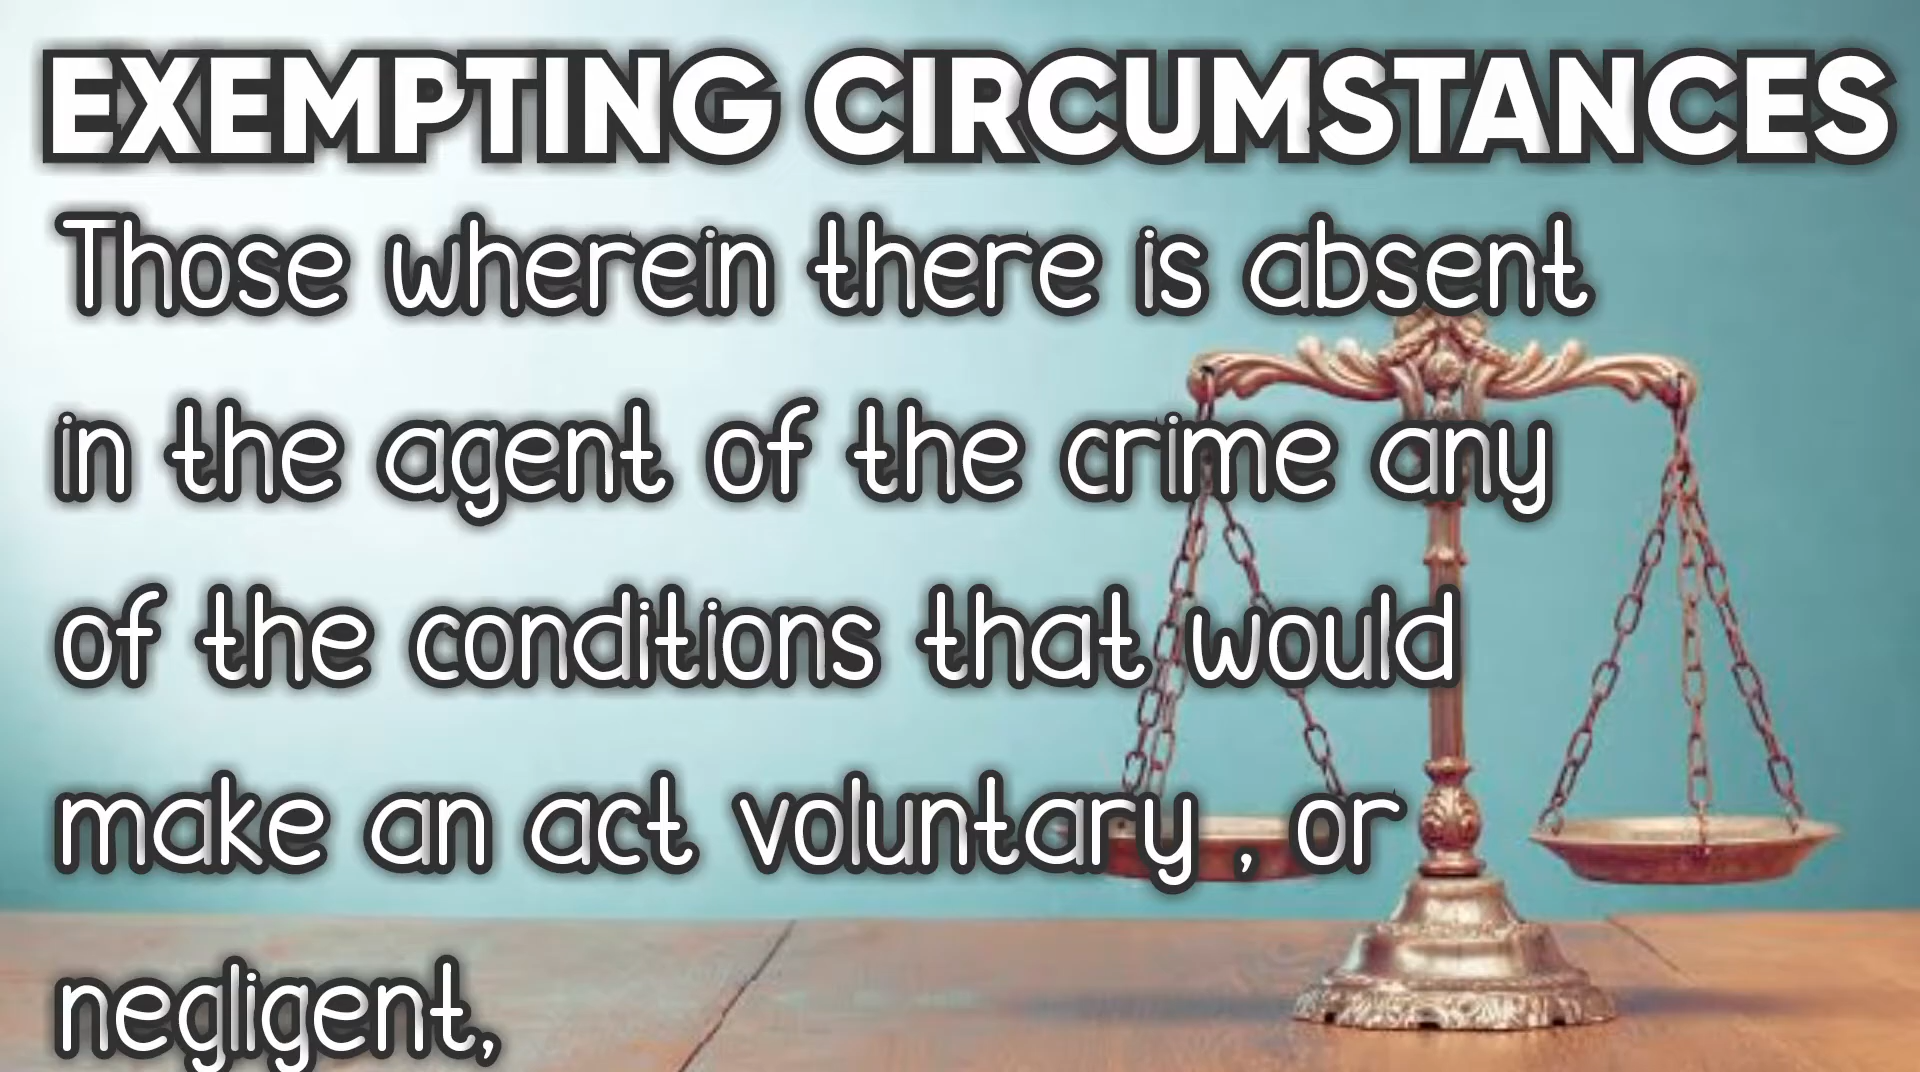 EXEMPTING CIRCUMSTANCES
Those wherein there is absent
in the agent of the crime any
of the conditions that would
make an act voluntary , or
negligent,